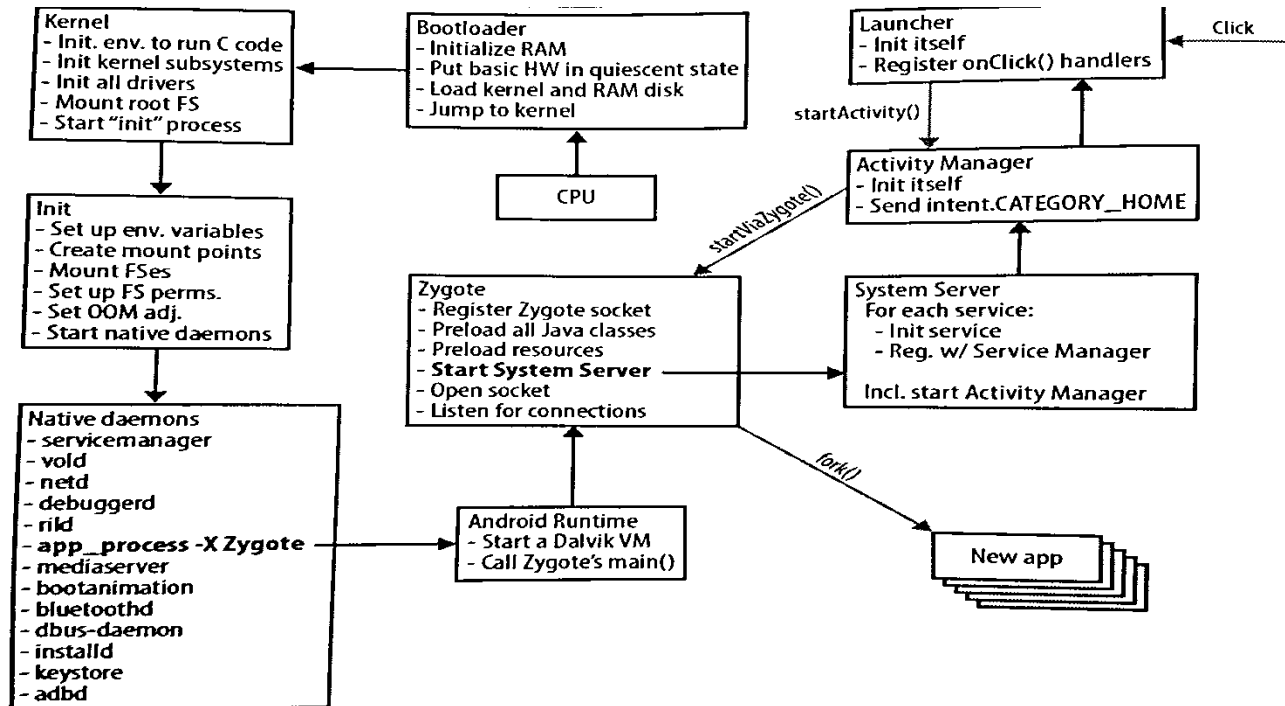 Kernel
- Init. env. to run C code
- Init kernel subsystems
- Init all drivers
- Mount root FS
- Start "init" process
Bootloader
- Initialize RAM
- Put basic HW in quiescent state
- Load kernel and RAM disk
- Jump to kernel
Launcher
- Init itself
- Register onClick() handlers
Click
startActivity()
CPU
Activity Manager
- Init itself
- Send intent.CATEGORY_HOME
startViaZygote()
Init
- Set up env. variables
- Create mount points
- Mount FSes
- Set up FS perms.
- Set OOM adj.
- Start native daemons
Zygote
- Register Zygote socket
- Preload all Java classes
- Preload resources
- Start System Server
- Open socket
- Listen for connections
System Server
For each service:
- Init service
- Reg. w/ Service Manager
Incl. start Activity Manager
Native daemons
- servicemanager
- vold
- netd
- debuggerd
- rild
- app_process -X Zygote
- mediaserver
- bootanimation
- bluetoothd
- dbus-daemon
- installd
- keystore
- adbd
Android Runtime
- Start a Dalvik VM
- Call Zygote's main()
fork()
New app